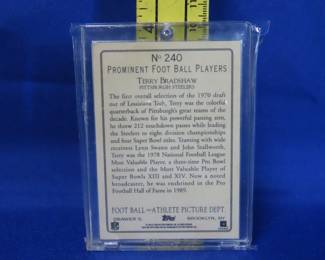 No 240
PROMINENT FOOT BALL PLAYERS
TERRY BRADSHAW
PITTSBURGH STEELERS
The first overall selection of the 1970 draft
out of Louisiana Tech, Terry was the colorful
quarterback of Pittsburgh's great teams of the
decade. Known for his powerful passing arm,
he threw 212 touchdown passes while leading
the Steelers to eight division championships
and four Super Bowl titles. Teaming with wide
receivers Lynn Swann and John Stallworth,
Terry was the 1978 National Football League
Most Valuable Player, a three-time Pro Bowl
selection and the Most Valuable Player of
Super Bowls XIII and XIV. Now a noted
broadcaster, he was enshrined in the Pro
Football Hall of Fame in 1989.
FOOT BALL and ATHLETE PICTURE DEPT.
DRAWER S, Topps BROOKLYN, NY